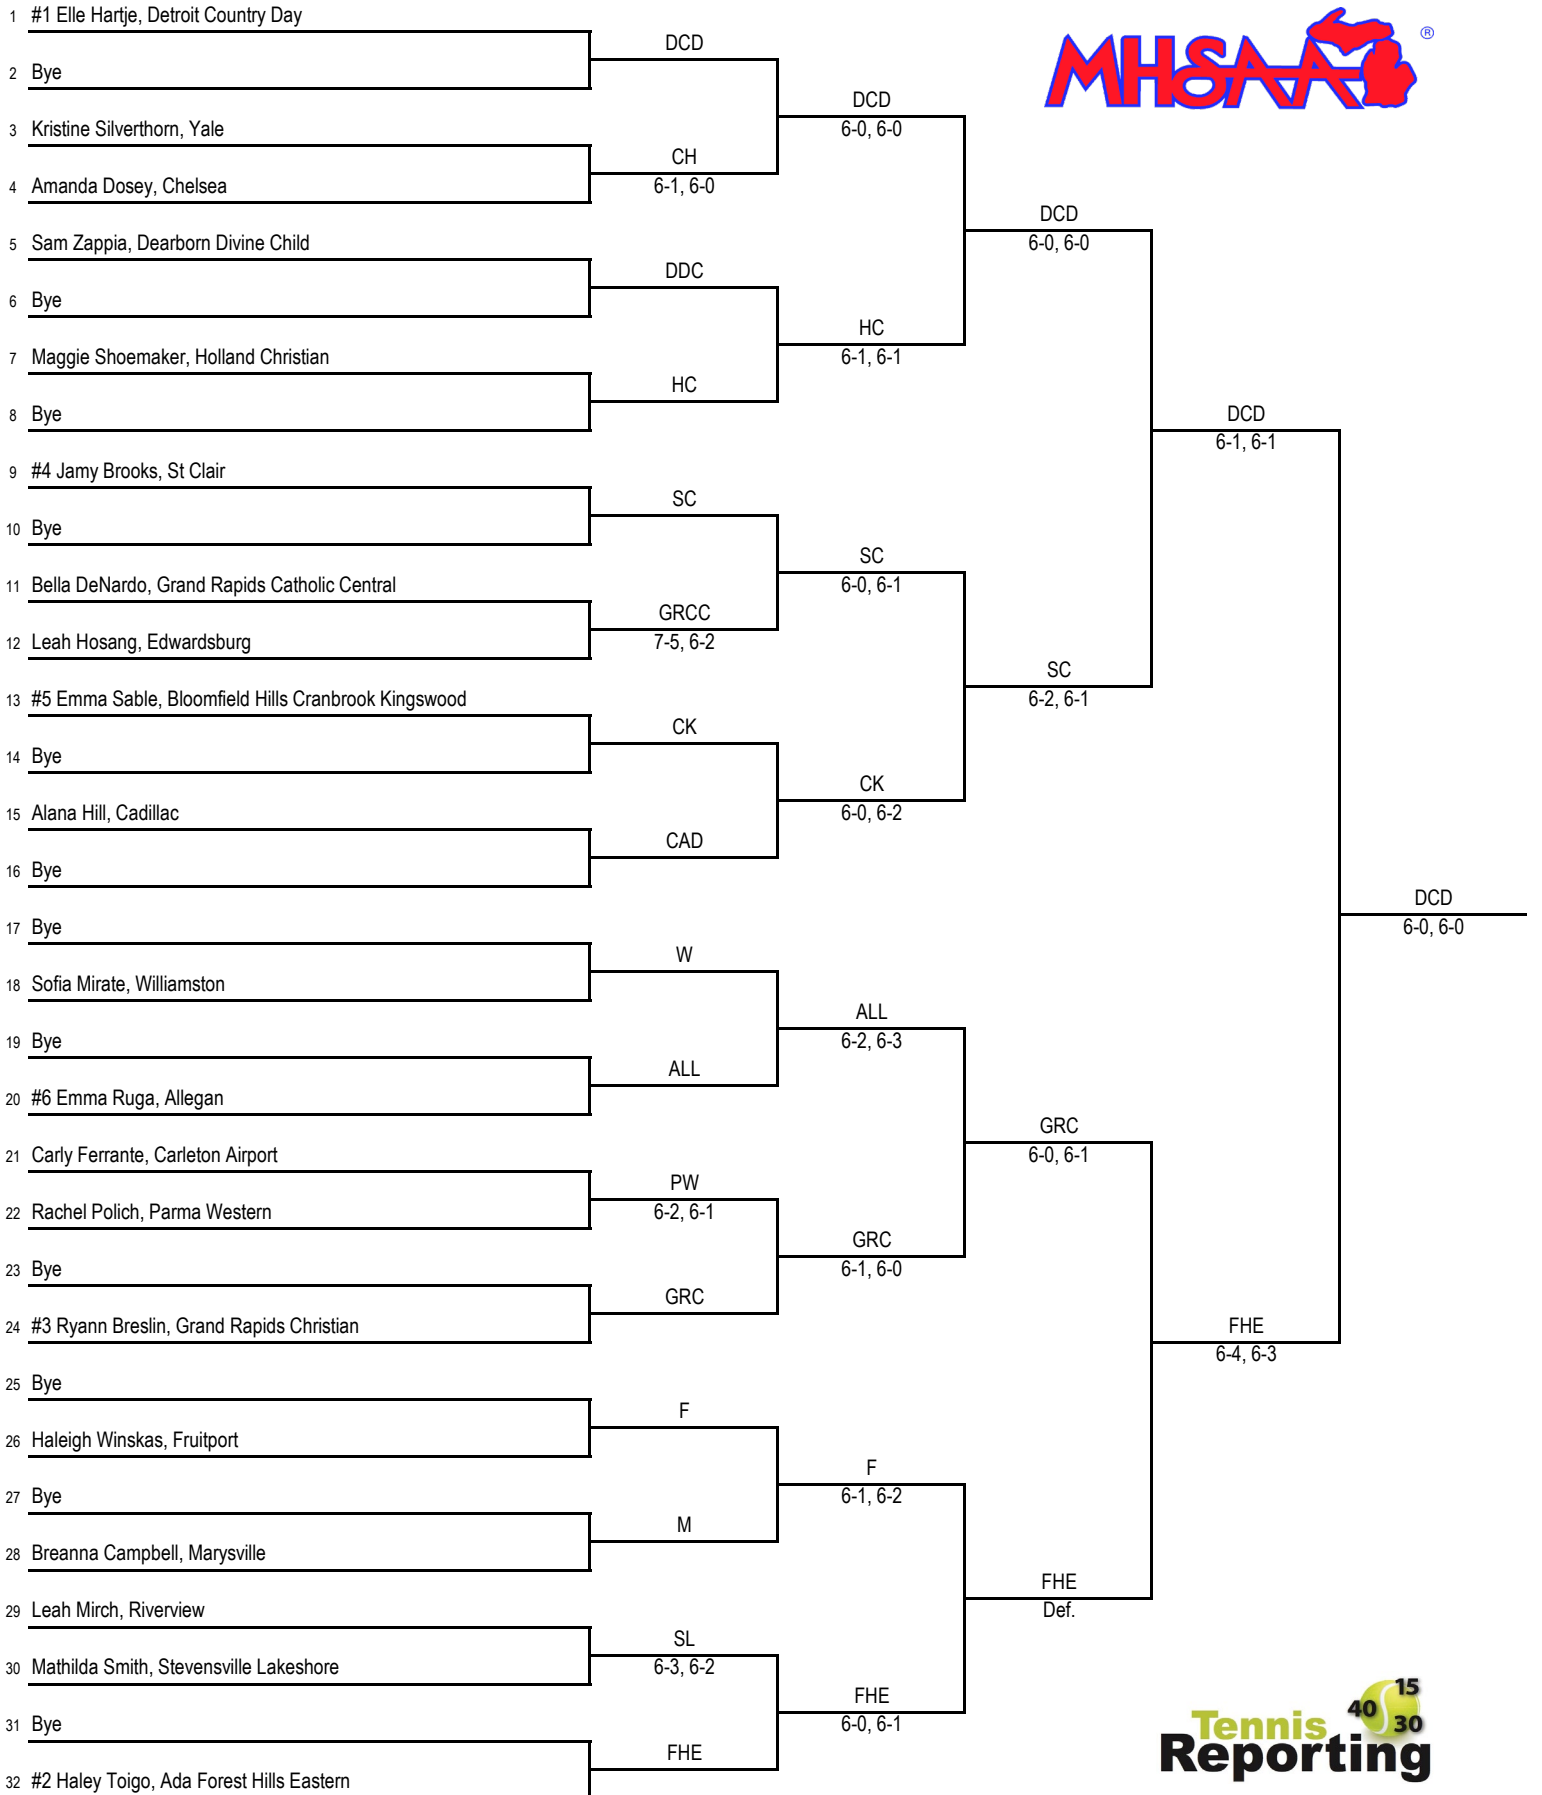 1 #1 Elle Hartje, Detroit Country Day
DCD
2 Bye
DCD
6-0, 6-0
3 Kristine Silverthorn, Yale
CH
6-1, 6-0
4 Amanda Dosey, Chelsea
DCD
6-0, 6-0
5 Sam Zappia, Dearborn Divine Child
DDC
6 Bye
HC
6-1, 6-1
7 Maggie Shoemaker, Holland Christian
HC
8 Bye
DCD
6-1, 6-1
9 #4 Jamy Brooks, St Clair
SC
10 Bye
SC
6-0, 6-1
11 Bella DeNardo, Grand Rapids Catholic Central
GRCC
7-5, 6-2
12 Leah Hosang, Edwardsburg
SC
6-2, 6-1
13 #5 Emma Sable, Bloomfield Hills Cranbrook Kingswood
CK
14 Bye
CK
6-0, 6-2
15 Alana Hill, Cadillac
CAD
16 Bye
DCD
6-0, 6-0
17 Bye
W
18 Sofia Mirate, Williamston
ALL
6-2, 6-3
19 Bye
ALL
20 #6 Emma Ruga, Allegan
GRC
6-0, 6-1
21 Carly Ferrante, Carleton Airport
PW
6-2, 6-1
22 Rachel Polich, Parma Western
GRC
6-1, 6-0
23 Bye
GRC
24 #3 Ryann Breslin, Grand Rapids Christian
FHE
6-4, 6-3
25 Bye
F
26 Haleigh Winskas, Fruitport
F
6-1, 6-2
27 Bye
M
28 Breanna Campbell, Marysville
FHE
Def.
29 Leah Mirch, Riverview
SL
6-3, 6-2
30 Mathilda Smith, Stevensville Lakeshore
FHE
6-0, 6-1
31 Bye
FHE
32 #2 Haley Toigo, Ada Forest Hills Eastern
MHSAA ®
15
40
30
Tennis
Reporting